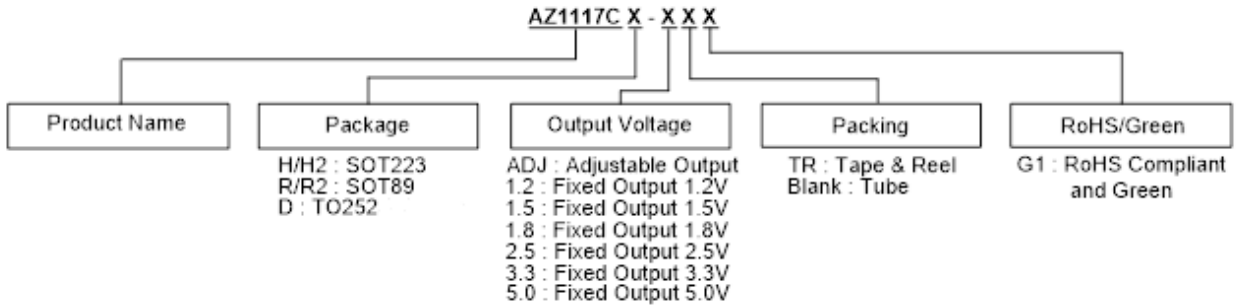 AZ1117C X - X X X
Product Name
Package
Output Voltage
Packing
RoHS/Green
H/H2 : SOT223
R/R2 : SOT89
D : TO252
ADJ : Adjustable Output
1.2 : Fixed Output 1.2V
1.5 : Fixed Output 1.5V
1.8 : Fixed Output 1.8V
2.5 : Fixed Output 2.5V
3.3 : Fixed Output 3.3V
5.0 : Fixed Output 5.0V
TR : Tape & Reel
Blank : Tube
G1 : RoHS Compliant
and Green